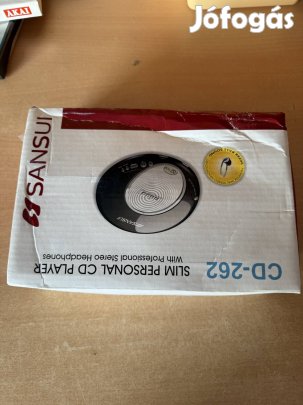 Jófogás
AKAI
SANSUI
CD-262
SLIM PERSONAL CD PLAYER
With Professional Stereo Headphones